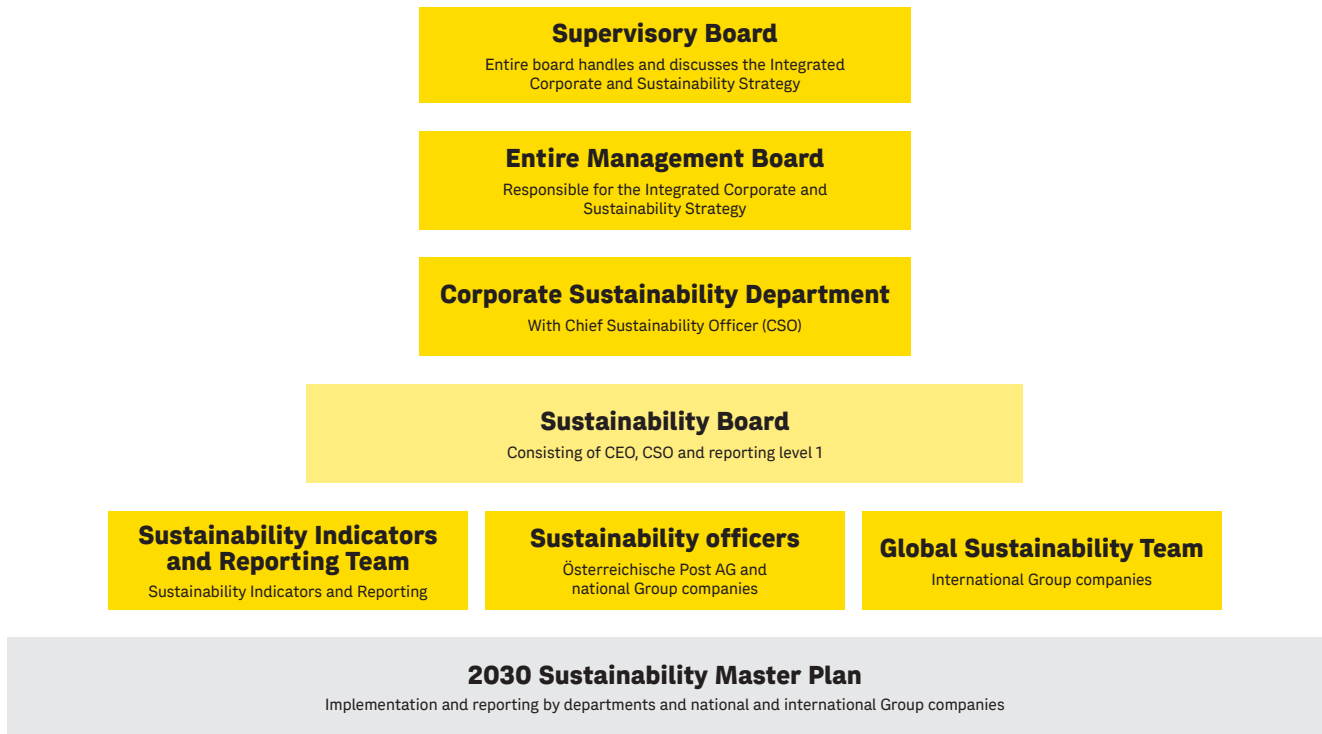 Supervisory Board
Entire board handles and discusses the Integrated
Corporate and Sustainability Strategy
Entire Management Board
Responsible for the Integrated Corporate and
Sustainability Strategy
Corporate Sustainability Department
With Chief Sustainability Officer (CSO)
Sustainability Board
Consisting of CEO, CSO and reporting level 1
Sustainability Indicators
and Reporting Team
Sustainability Indicators and Reporting
Sustainability officers
Österreichische Post AG and
national Group companies
Global Sustainability Team
International Group companies
2030 Sustainability Master Plan
Implementation and reporting by departments and national and international Group companies